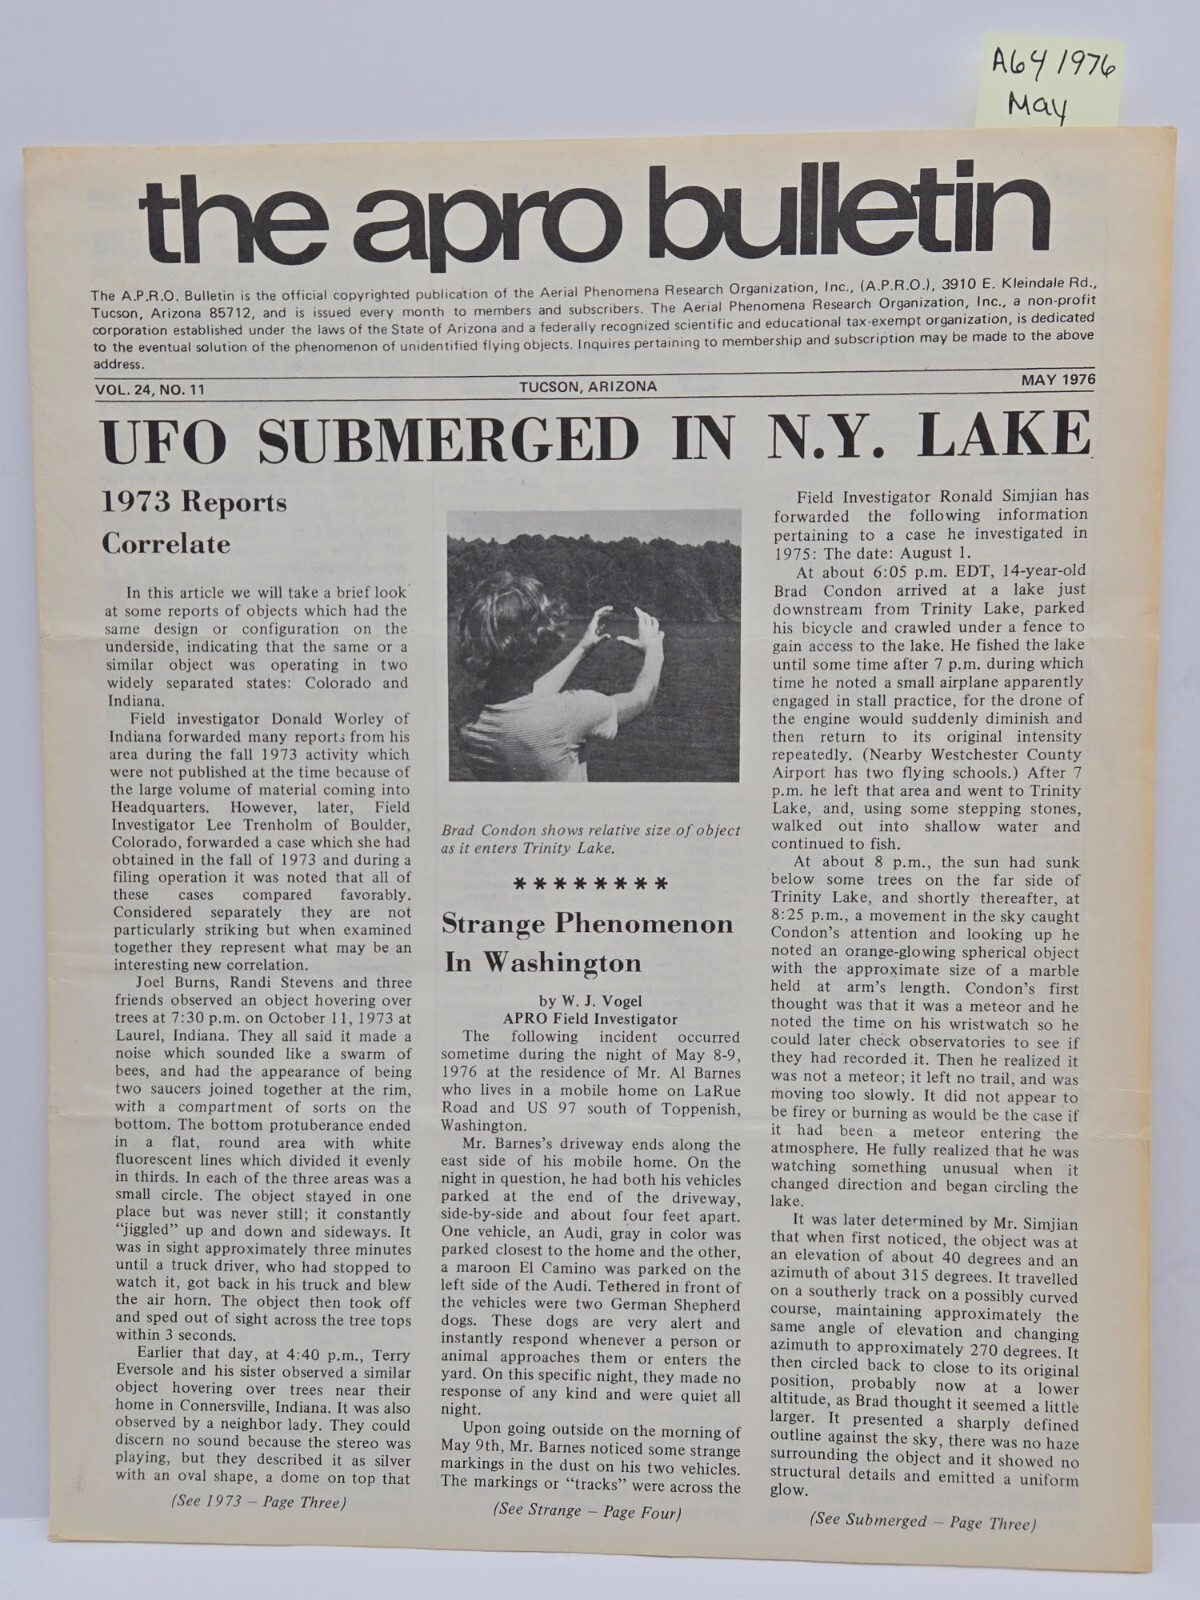 A64 1976
May
the apro bulletin
The A.P.R.O. Bulletin is the official copyrighted publication of the Aerial Phenomena Research Organization, Inc., (A.P.R.O.), 3910 E. Kleindale Rd.,
Tucson, Arizona 85712, and is issued every month to members and subscribers. The Aerial Phenomena Research Organization, Inc., a non-profit
corporation established under the laws of the State of Arizona and a federally recognized scientific and educational tax-exempt organization, is dedicated
to the eventual solution of the phenomenon of unidentified flying objects. Inquires pertaining to membership and subscription may be made to the above
address.
VOL. 24, NO. 11 TUCSON, ARIZONA MAY 1976
UFO SUBMERGED IN N.Y. LAKE
1973 Reports
Correlate
In this article we will take a brief look
at some reports of objects which had the
same design or configuration on the
underside, indicating that the same or a
similar object was operating in two
widely separated states: Colorado and
Indiana.
Field investigator Donald Worley of
Indiana forwarded many reports from his
area during the fall 1973 activity which
were not published at the time because of
the large volume of material coming into
Headquarters. However, later, Field
Investigator Lee Trenholm of Boulder,
Colorado, forwarded a case which she had
obtained in the fall of 1973 and during a
filing operation it was noted that all of
these cases compared favorably.
Considered separately they are not
particularly striking but when examined
together they represent what may be an
interesting new correlation.
Joel Burns, Randi Stevens and three
friends observed an object hovering over
trees at 7:30 p.m. on October 11, 1973 at
Laurel, Indiana. They all said it made a
noise which sounded like a swarm of
bees, and had the appearance of being
two saucers joined together at the rim,
with a compartment of sorts on the
bottom. The bottom protuberance ended
in a flat, round area with white
fluorescent lines which divided it evenly
in thirds. In each of the three areas was a
small circle. The object stayed in one
place but was never still; it constantly
“jiggled” up and down and sideways. It
was in sight approximately three minutes
until a truck driver, who had stopped to
watch it, got back in his truck and blew
the air horn. The object then took off
and sped out of sight across the tree tops
within 3 seconds.
Earlier that day, at 4:40 p.m., Terry
Eversole and his sister observed a similar
object hovering over trees near their
home in Connersville, Indiana. It was also
observed by a neighbor lady. They could
discern no sound because the stereo was
playing, but they described it as silver
with an oval shape, a dome on top that
(See 1973 – Page Three)
Brad Condon shows relative size of object
as it enters Trinity Lake.
* * * * * * * *
Strange Phenomenon
In Washington
by W. J. Vogel
APRO Field Investigator
The following incident occurred
sometime during the night of May 8-9,
1976 at the residence of Mr. Al Barnes
who lives in a mobile home on LaRue
Road and US 97 south of Toppenish,
Washington.
Mr. Barnes's driveway ends along the
east side of his mobile home. On the
night in question, he had both his vehicles
parked at the end of the driveway,
side-by-side and about four feet apart.
One vehicle, an Audi, gray in color was
parked closest to the home and the other,
a maroon El Camino was parked on the
left side of the Audi. Tethered in front of
the vehicles were two German Shepherd
dogs. These dogs are very alert and
instantly respond whenever a person or
animal approaches them or enters the
yard. On this specific night, they made no
response of any kind and were quiet all
night.
Upon going outside on the morning of
May 9th, Mr. Barnes noticed some strange
markings in the dust on his two vehicles.
The markings or “tracks” were across the
(See Strange – Page Four)
Field Investigator Ronald Simjian has
forwarded the following information
pertaining to a case he investigated in
1975: The date: August 1.
At about 6:05 p.m. EDT, 14-year-old
Brad Condon arrived at a lake just
downstream from Trinity Lake, parked
his bicycle and crawled under a fence to
gain access to the lake. He fished the lake
until some time after 7 p.m. during which
time he noted a small airplane apparently
engaged in stall practice, for the drone of
the engine would suddenly diminish and
then return to its original intensity
repeatedly. (Nearby Westchester County
Airport has two flying schools.) After 7
p.m. he left that area and went to Trinity
Lake, and, using some stepping stones,
walked out into shallow water and
continued to fish.
At about 8 p.m., the sun had sunk
below some trees on the far side of
Trinity Lake, and shortly thereafter, at
8:25 p.m., a movement in the sky caught
Condon's attention and looking up he
noted an orange-glowing spherical object
with the approximate size of a marble
held at arm's length. Condon's first
thought was that it was a meteor and he
noted the time on his wristwatch so he
could later check observatories to see if
they had recorded it. Then he realized it
was not a meteor; it left no trail, and was
moving too slowly. It did not appear to
be firey or burning as would be the case if
it had been a meteor entering the
atmosphere. He fully realized that he was
watching something unusual when it
changed direction and began circling the
lake.
It was later determined by Mr. Simjian
that when first noticed, the object was at
an elevation of about 40 degrees and an
azimuth of about 315 degrees. It travelled
on a southerly track on a possibly curved
course, maintaining approximately the
same angle of elevation and changing
azimuth to approximately 270 degrees. It
then circled back to close to its original
position, probably now at a lower
altitude, as Brad thought it seemed a little
larger. It presented a sharply defined
outline against the sky, there was no haze
surrounding the object and it showed no
structural details and emitted a uniform
glow.
(See Submerged – Page Three)